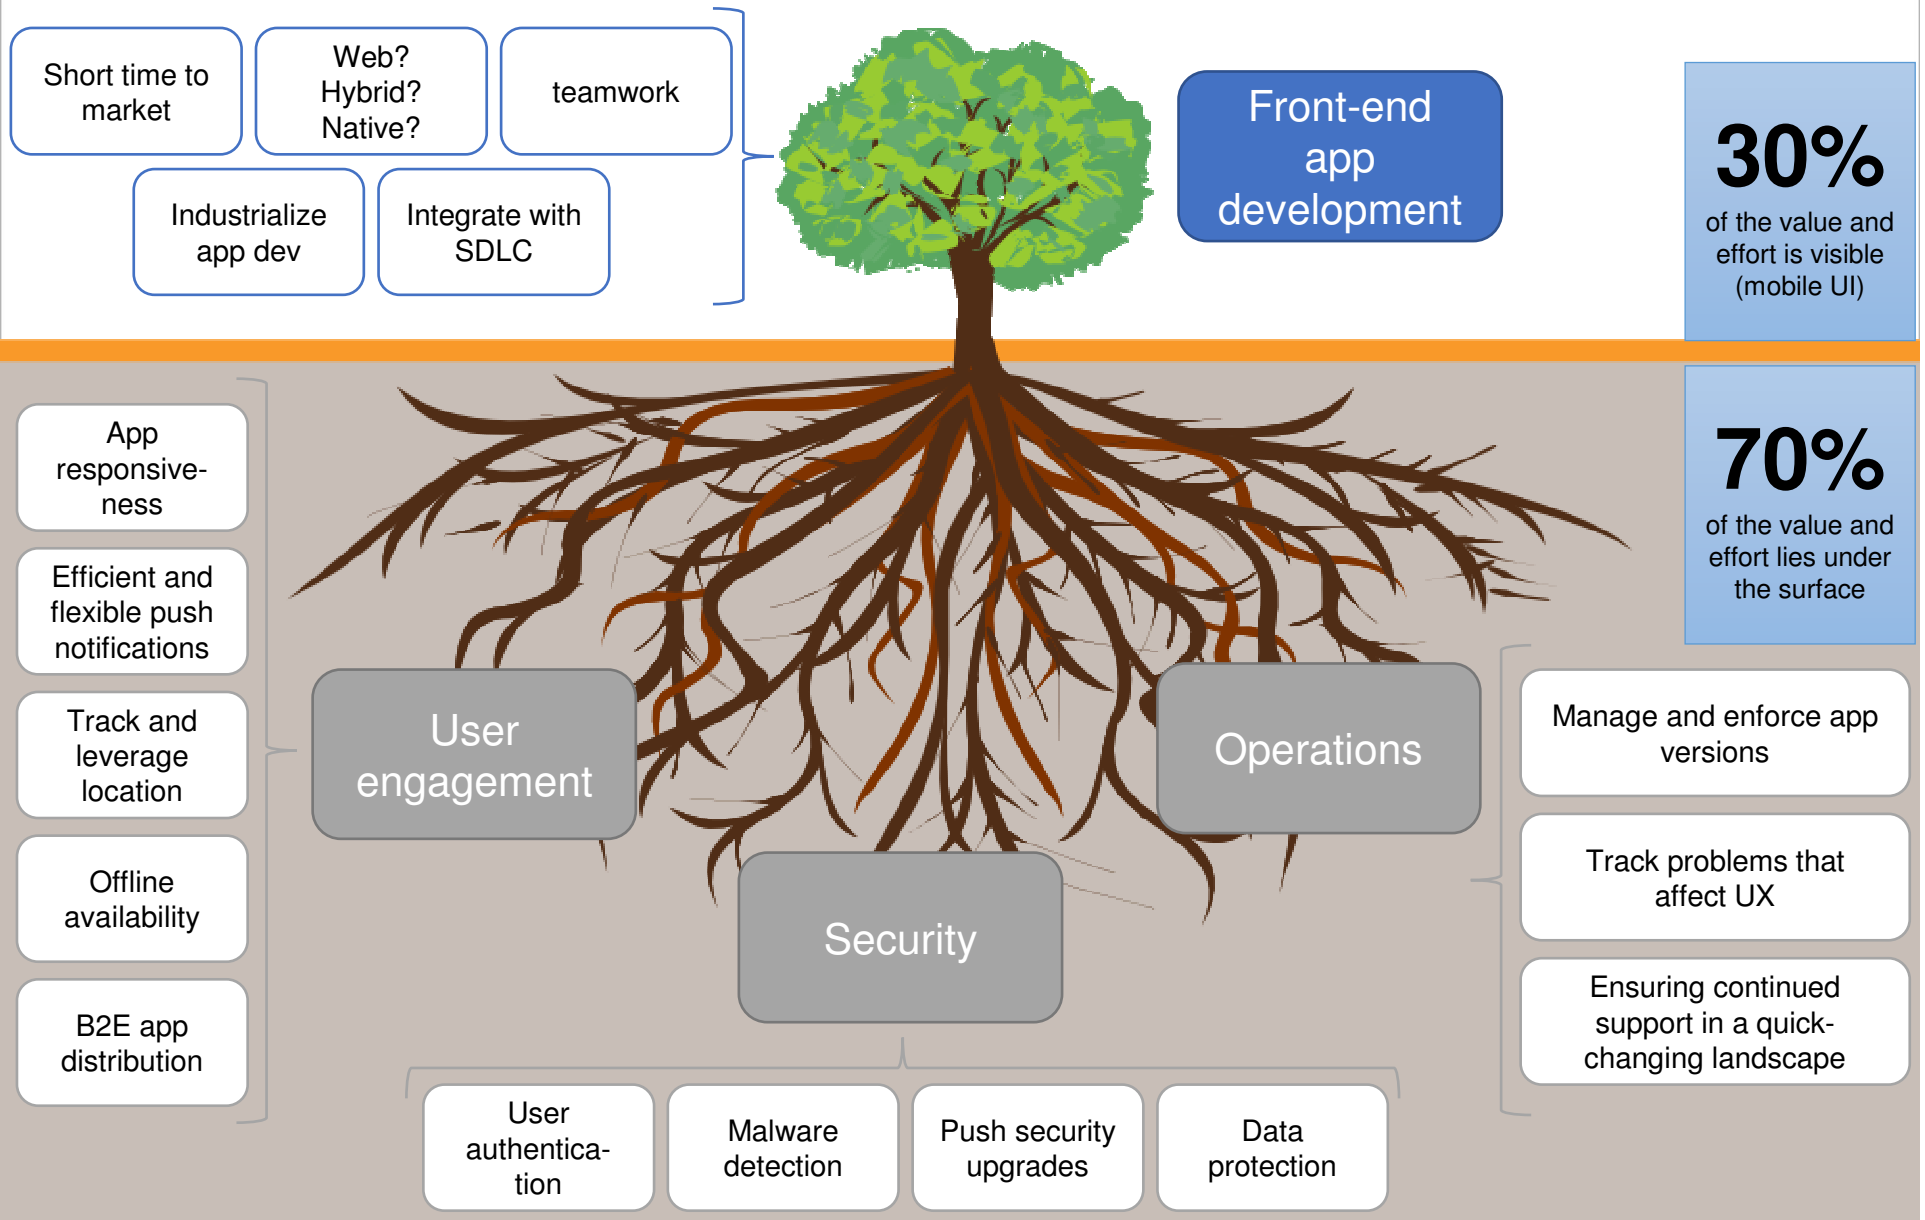 Short time to
market
Web?
Hybrid?
Native?
teamwork
Industrialize
app dev
Integrate with
SDLC
Front-end
app
development
30%
of the value and
effort is visible
(mobile UI)
70%
of the value and
effort lies under
the surface
App
responsive-
ness
Efficient and
flexible push
notifications
Track and
leverage
location
Offline
availability
B2E app
distribution
User
engagement
Security
Operations
Manage and enforce app
versions
Track problems that
affect UX
Ensuring continued
support in a quick-
changing landscape
User
authentica-
tion
Malware
detection
Push security
upgrades
Data
protection